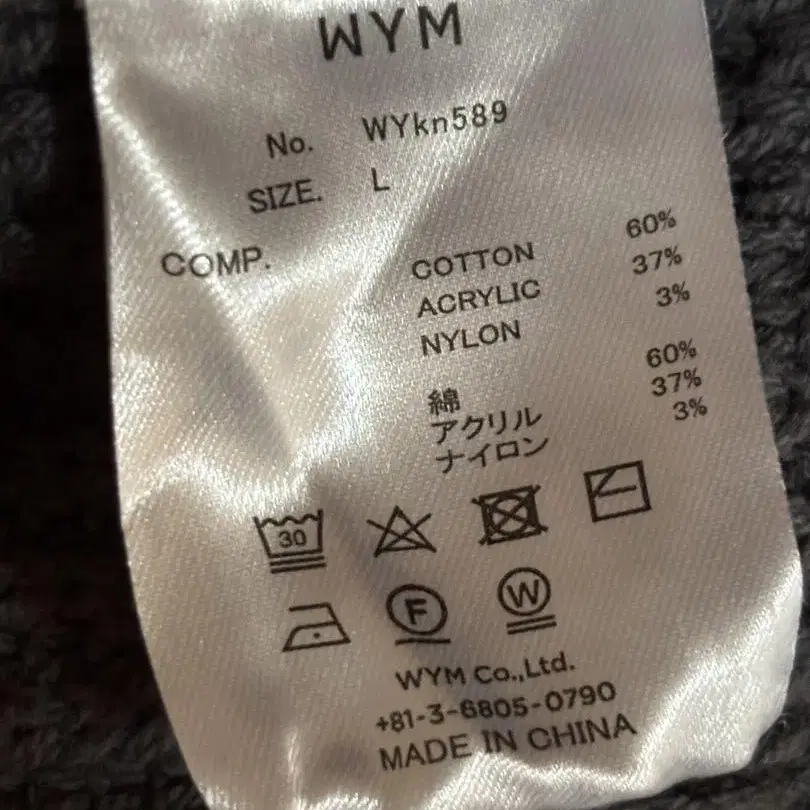 WYM
No. WYkn589
SIZE. L
COMP.
COTTON 60%
ACRYLIC 37%
NYLON 3%
綿 60%
アクリル 37%
ナイロン 3%
30
F W
WYM Co.,Ltd.
+81-3-6805-0790
MADE IN CHINA